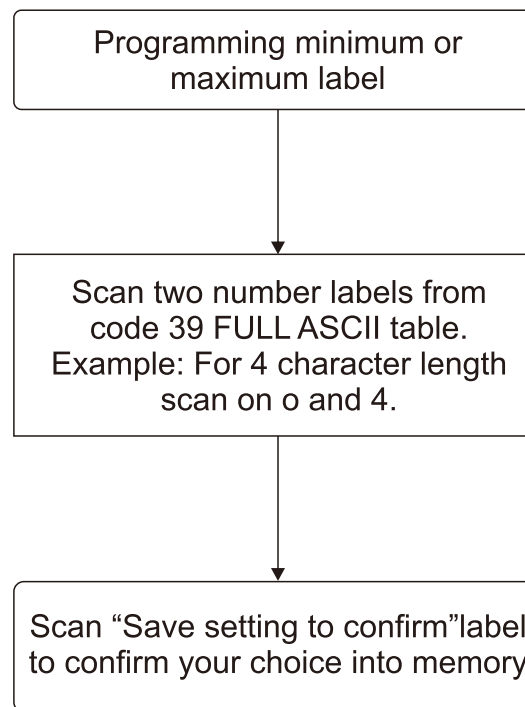 Programming minimum or
maximum label
Scan two number labels from
code 39 FULL ASCII table.
Example: For 4 character length
scan on o and 4.
Scan “Save setting to confirm”label
to confirm your choice into memory